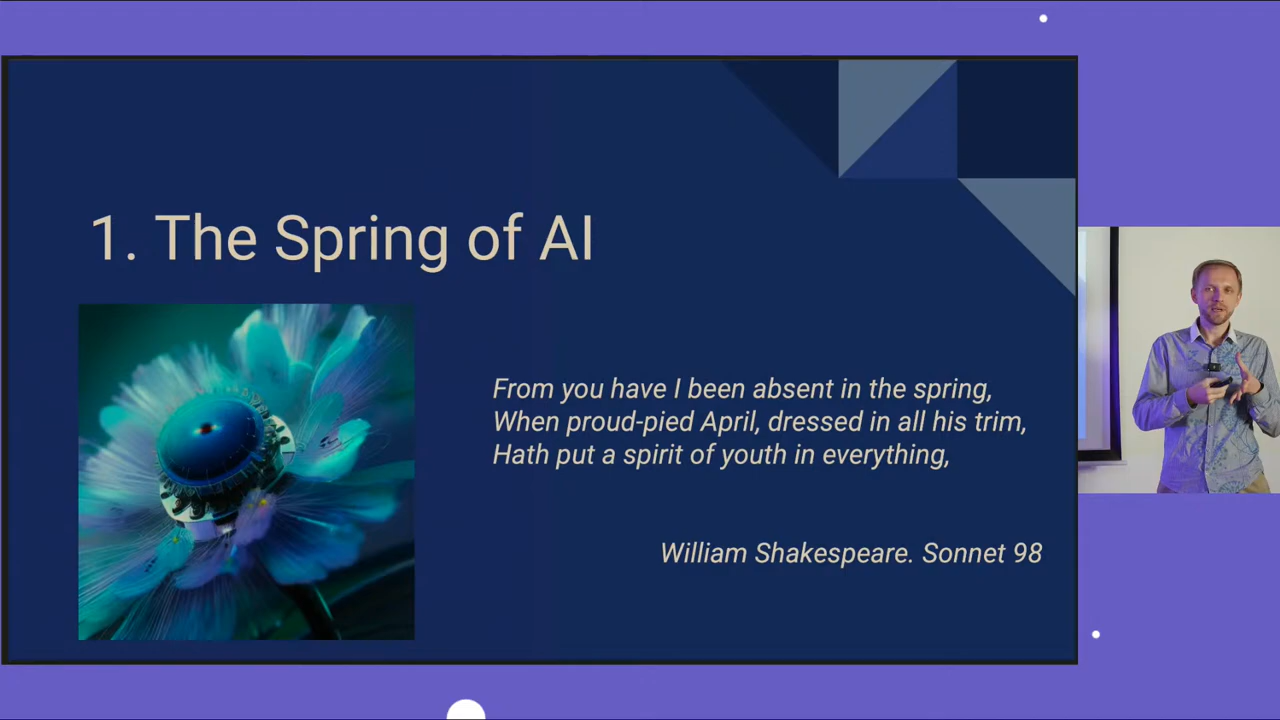 1. The Spring of AI
From you have I been absent in the spring,
When proud-pied April, dressed in all his trim,
Hath put a spirit of youth in everything,
William Shakespeare. Sonnet 98